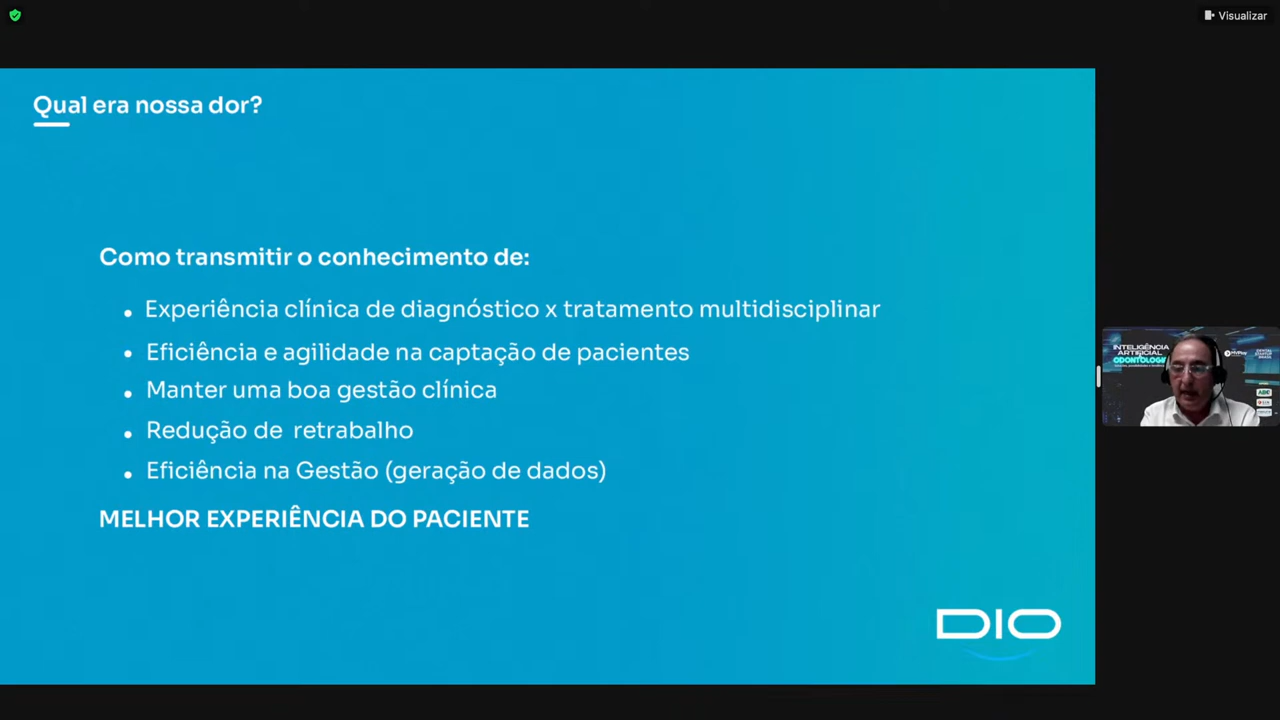 Visualizar
Qual era nossa dor?
Como transmitir o conhecimento de:
• Experiência clínica de diagnóstico x tratamento multidisciplinar
• Eficiência e agilidade na captação de pacientes
• Manter uma boa gestão clínica
• Redução de retrabalho
• Eficiência na Gestão (geração de dados)
MELHOR EXPERIÊNCIA DO PACIENTE
DIO
INTELIGÊNCIA
ARTIFICIAL
ODONTOLOGIA